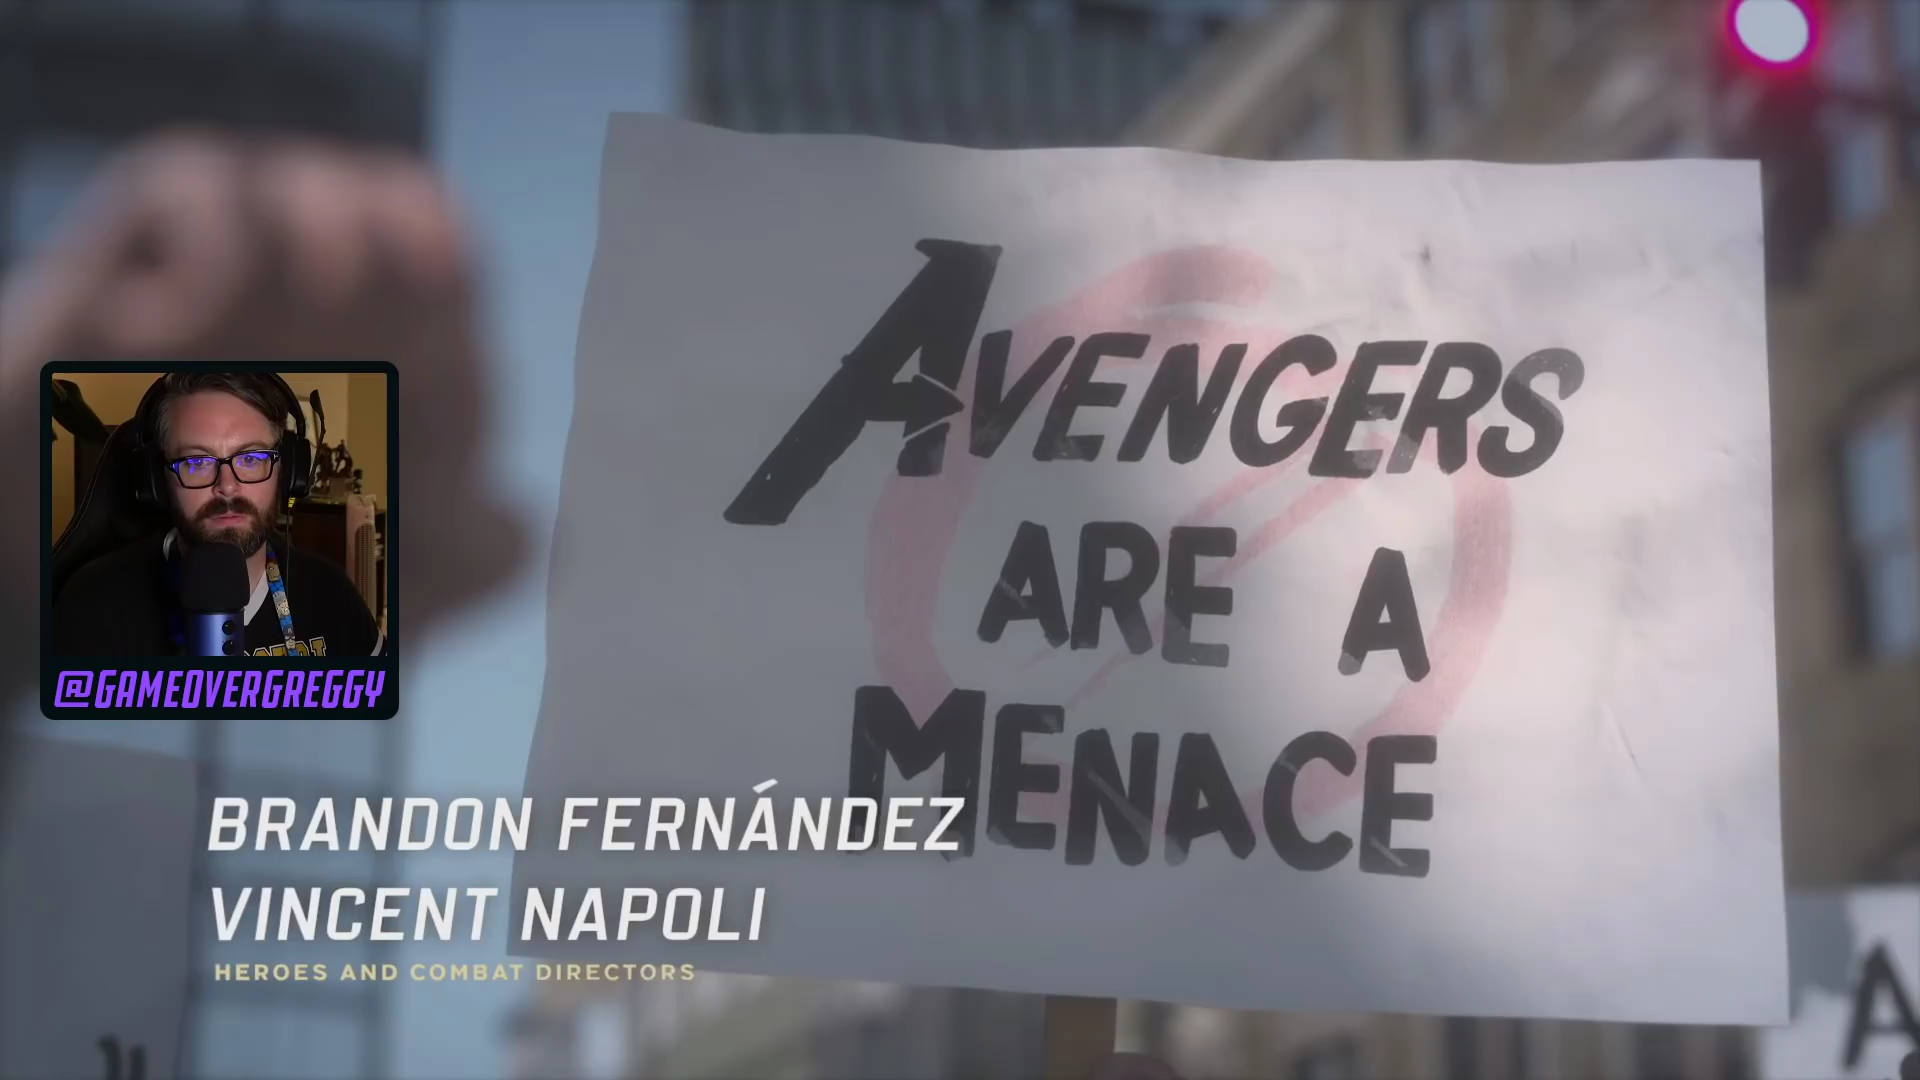 AVENGERS
ARE A
MENACE
@GAMEOVERGREGGY
BRANDON FERNÁNDEZ
VINCENT NAPOLI
HEROES AND COMBAT DIRECTORS
A